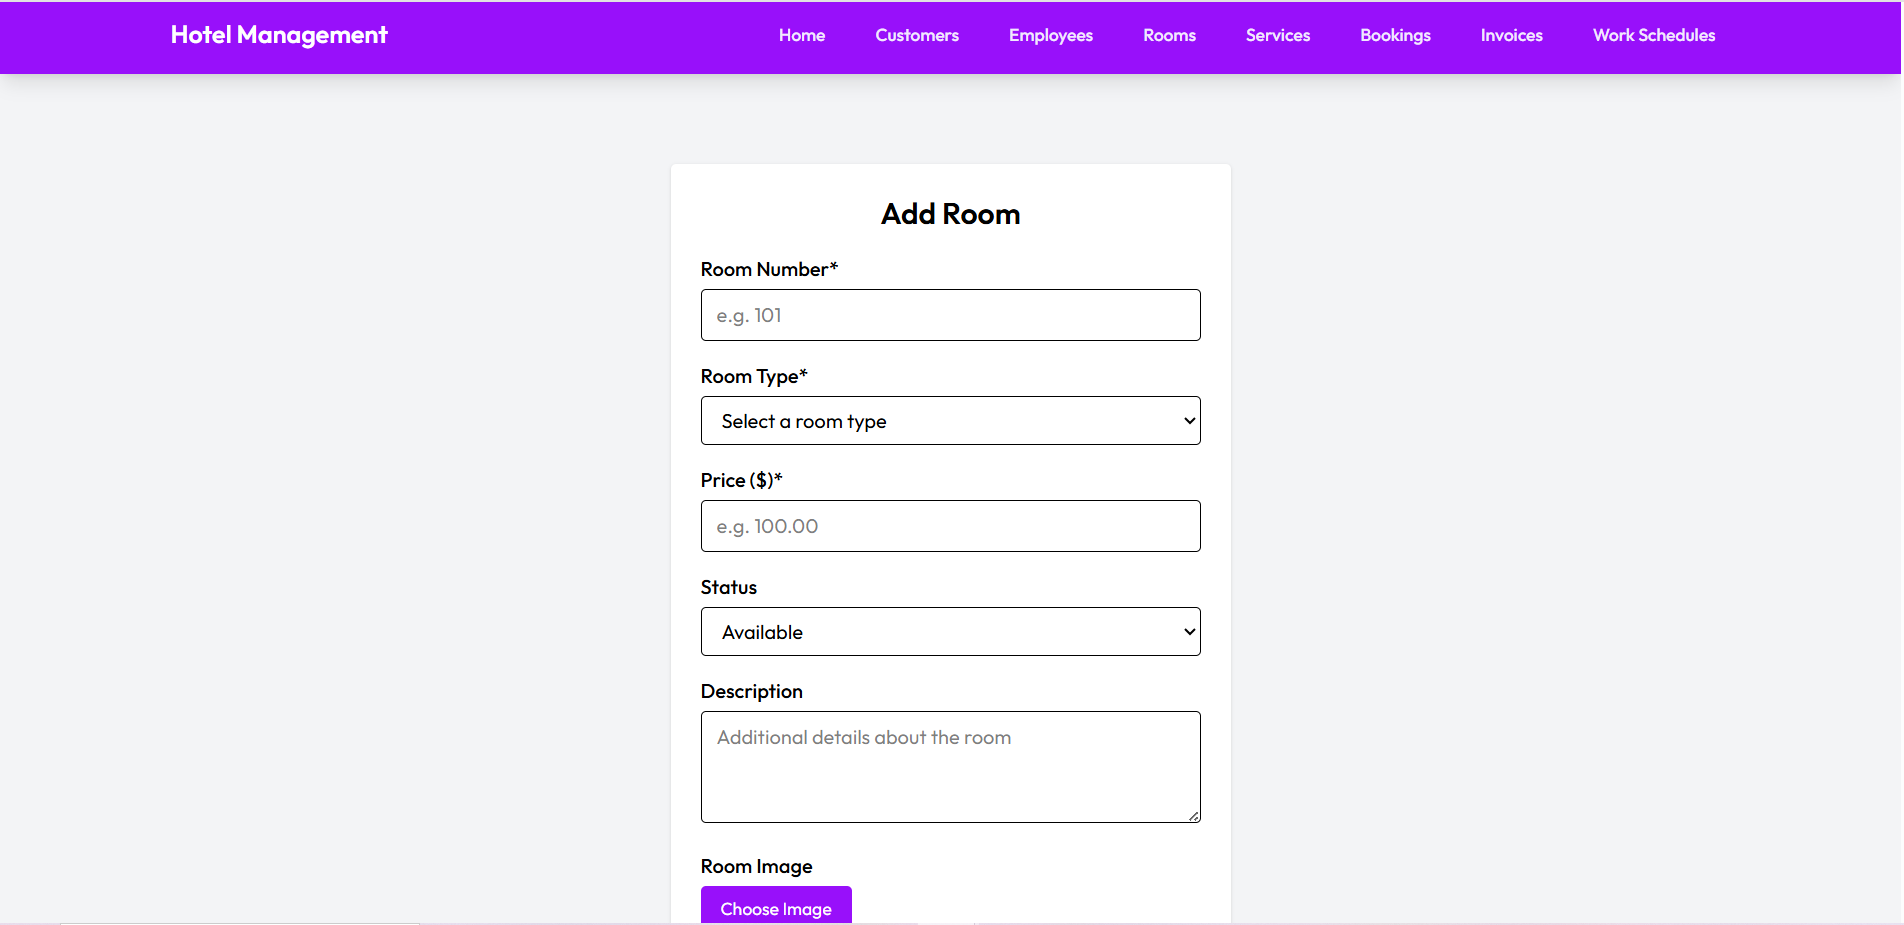 Hotel Management Home Customers Employees Rooms Services Bookings Invoices Work Schedules
Add Room
Room Number*
e.g. 101
Room Type*
Select a room type
Price ($)*
e.g. 100.00
Status
Available
Description
Additional details about the room
Room Image
Choose Image